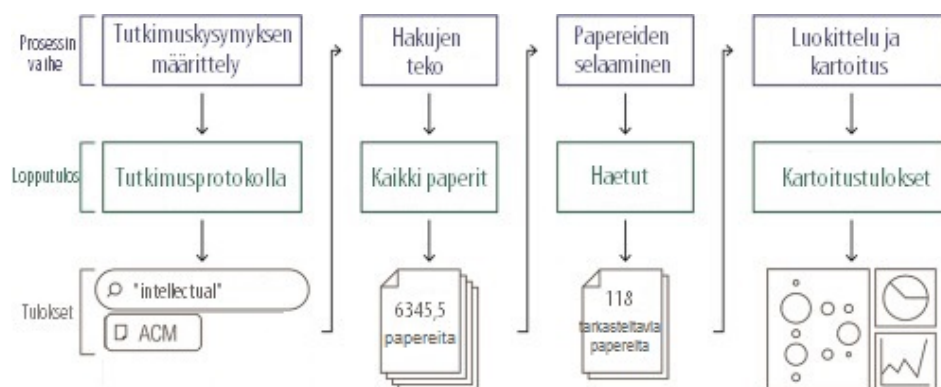 Prosessin
vaihe
Tutkimuskysymyksen
määrittely
Hakujen
teko
Papereiden
selaaminen
Luokittelu ja
kartoitus
Lopputulos
Tutkimusprotokolla
Kaikki paperit
Haetut
Kartoitustulokset
Tulokset
"intellectual"
ACM
6345,5
papereita
118
tarkasteltavia
papereita